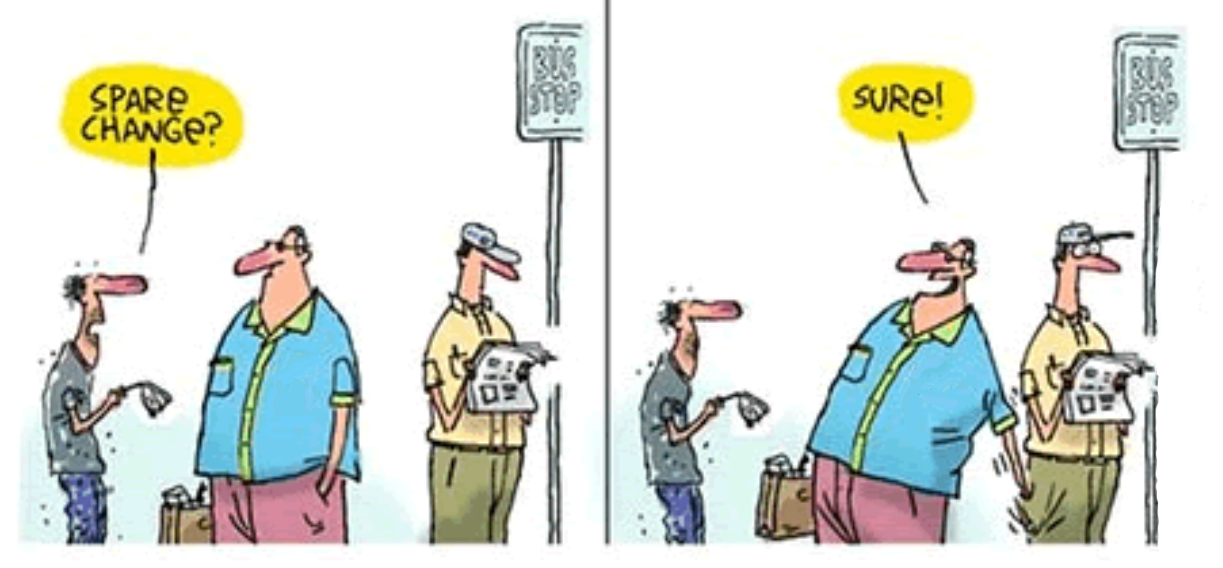 SPARE
CHANGE?
BUS
STOP
SURE!
BUS
STOP